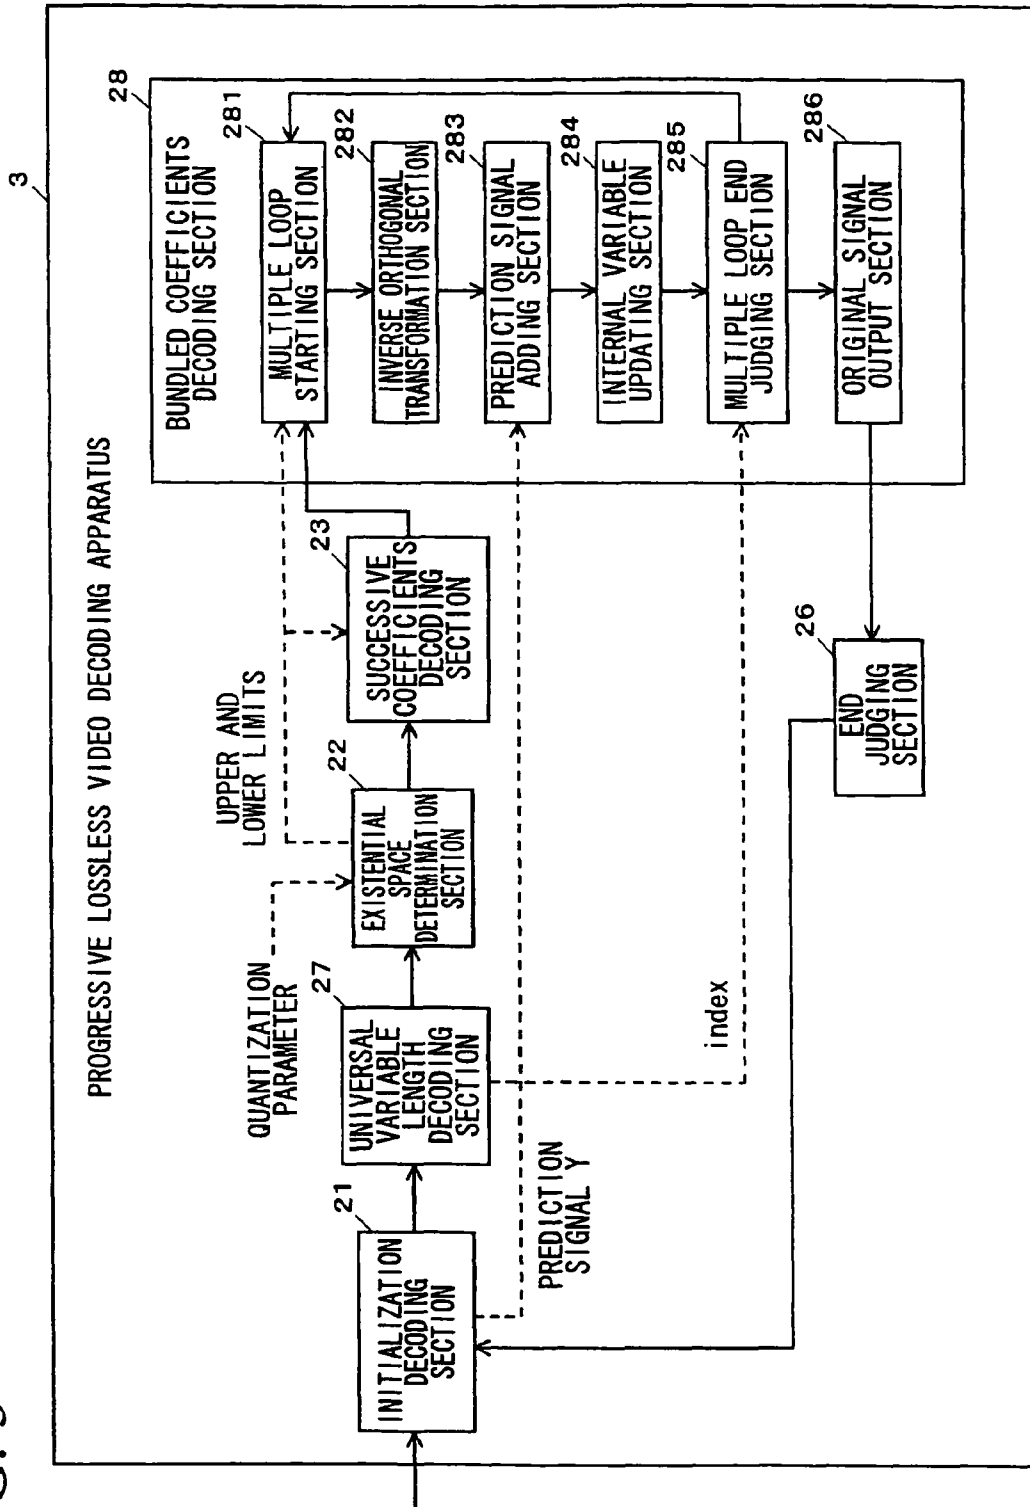 3
PROGRESSIVE LOSSLESS VIDEO DECODING APPARATUS
28
BUNDLED COEFFICIENTS
DECODING SECTION
281
MULTIPLE LOOP
STARTING SECTION
282
INVERSE ORTHOGONAL
TRANSFORMATION SECTION
283
PREDICTION SIGNAL
ADDING SECTION
284
INTERNAL VARIABLE
UPDATING SECTION
285
MULTIPLE LOOP END
JUDGING SECTION
286
ORIGINAL SIGNAL
OUTPUT SECTION
UPPER AND
LOWER LIMITS
QUANTIZATION
PARAMETER
21
INITIALIZATION
DECODING
SECTION
27
UNIVERSAL
VARIABLE
LENGTH
DECODING
SECTION
22
EXISTENTIAL
SPACE
DETERMINATION
SECTION
23
SUCCESSIVE
COEFFICIENTS
DECODING
SECTION
PREDICTION
SIGNAL Y
index
26
END
JUDGING
SECTION